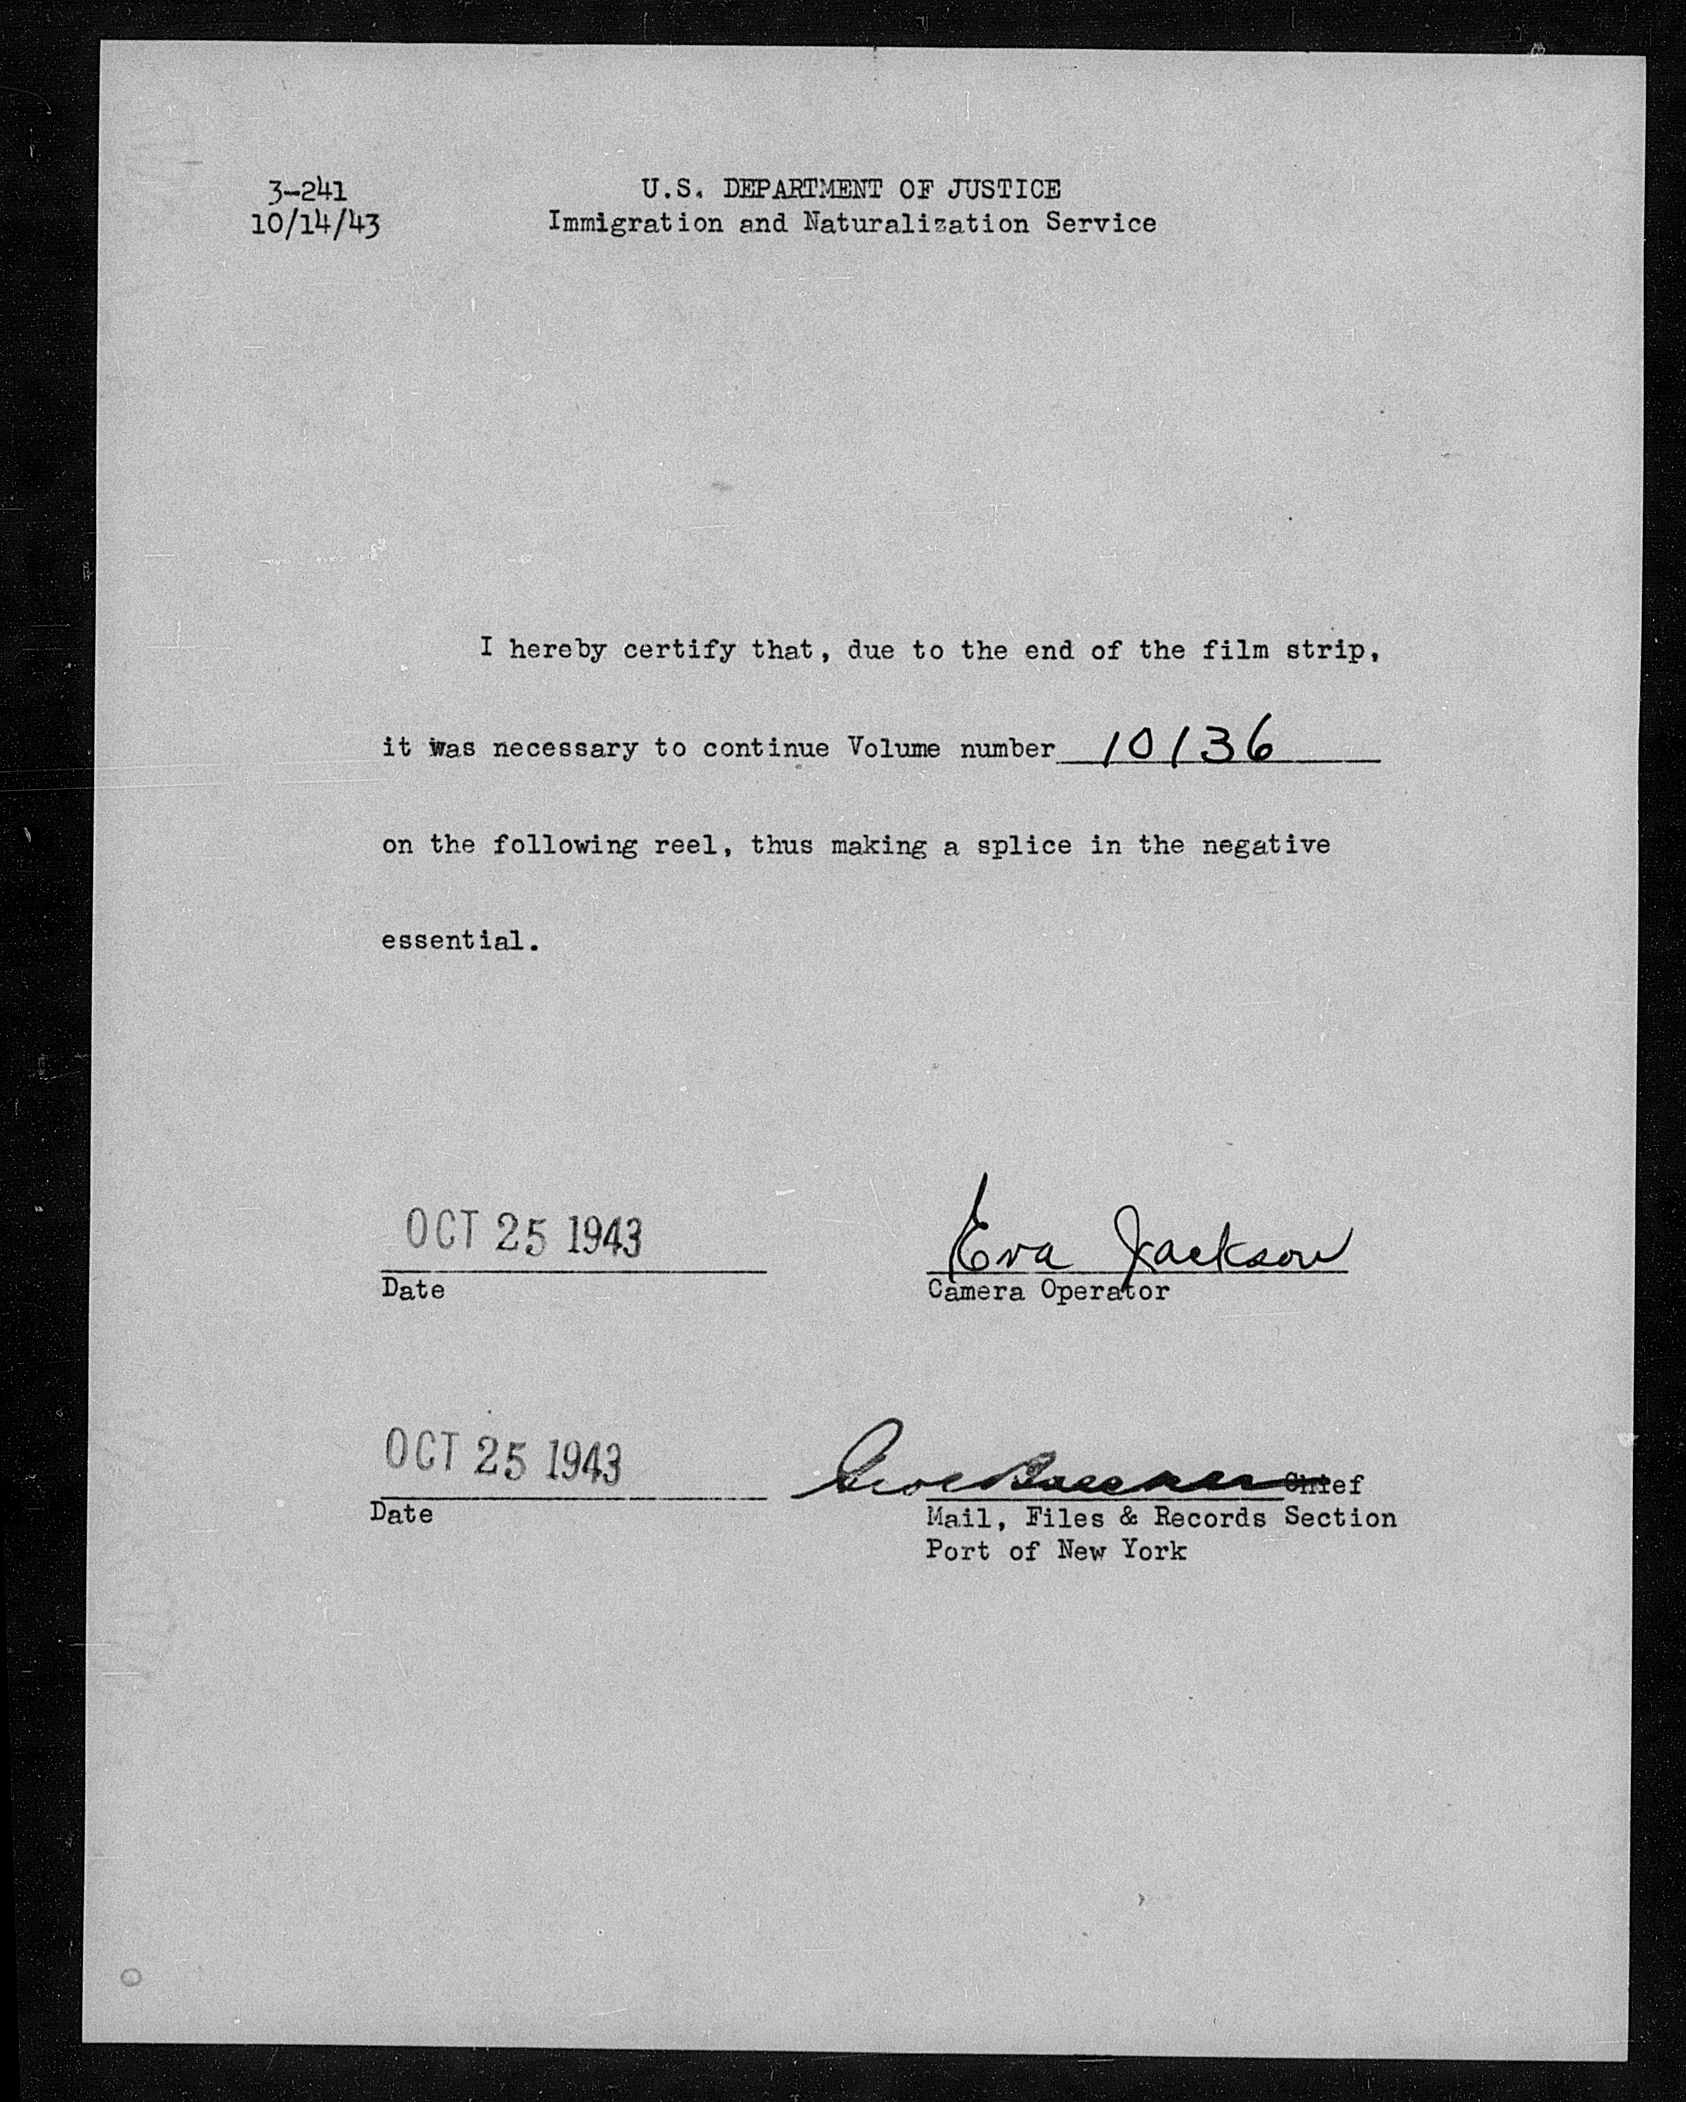 3-241
10/14/43
U.S. DEPARTMENT OF JUSTICE
Immigration and Naturalization Service
I hereby certify that, due to the end of the film strip,
it was necessary to continue Volume number 10136
on the following reel, thus making a splice in the negative
essential.
OCT 25 1943
Date
Eva Jackson
Camera Operator
OCT 25 1943
Date
Chief
Mail, Files & Records Section
Port of New York